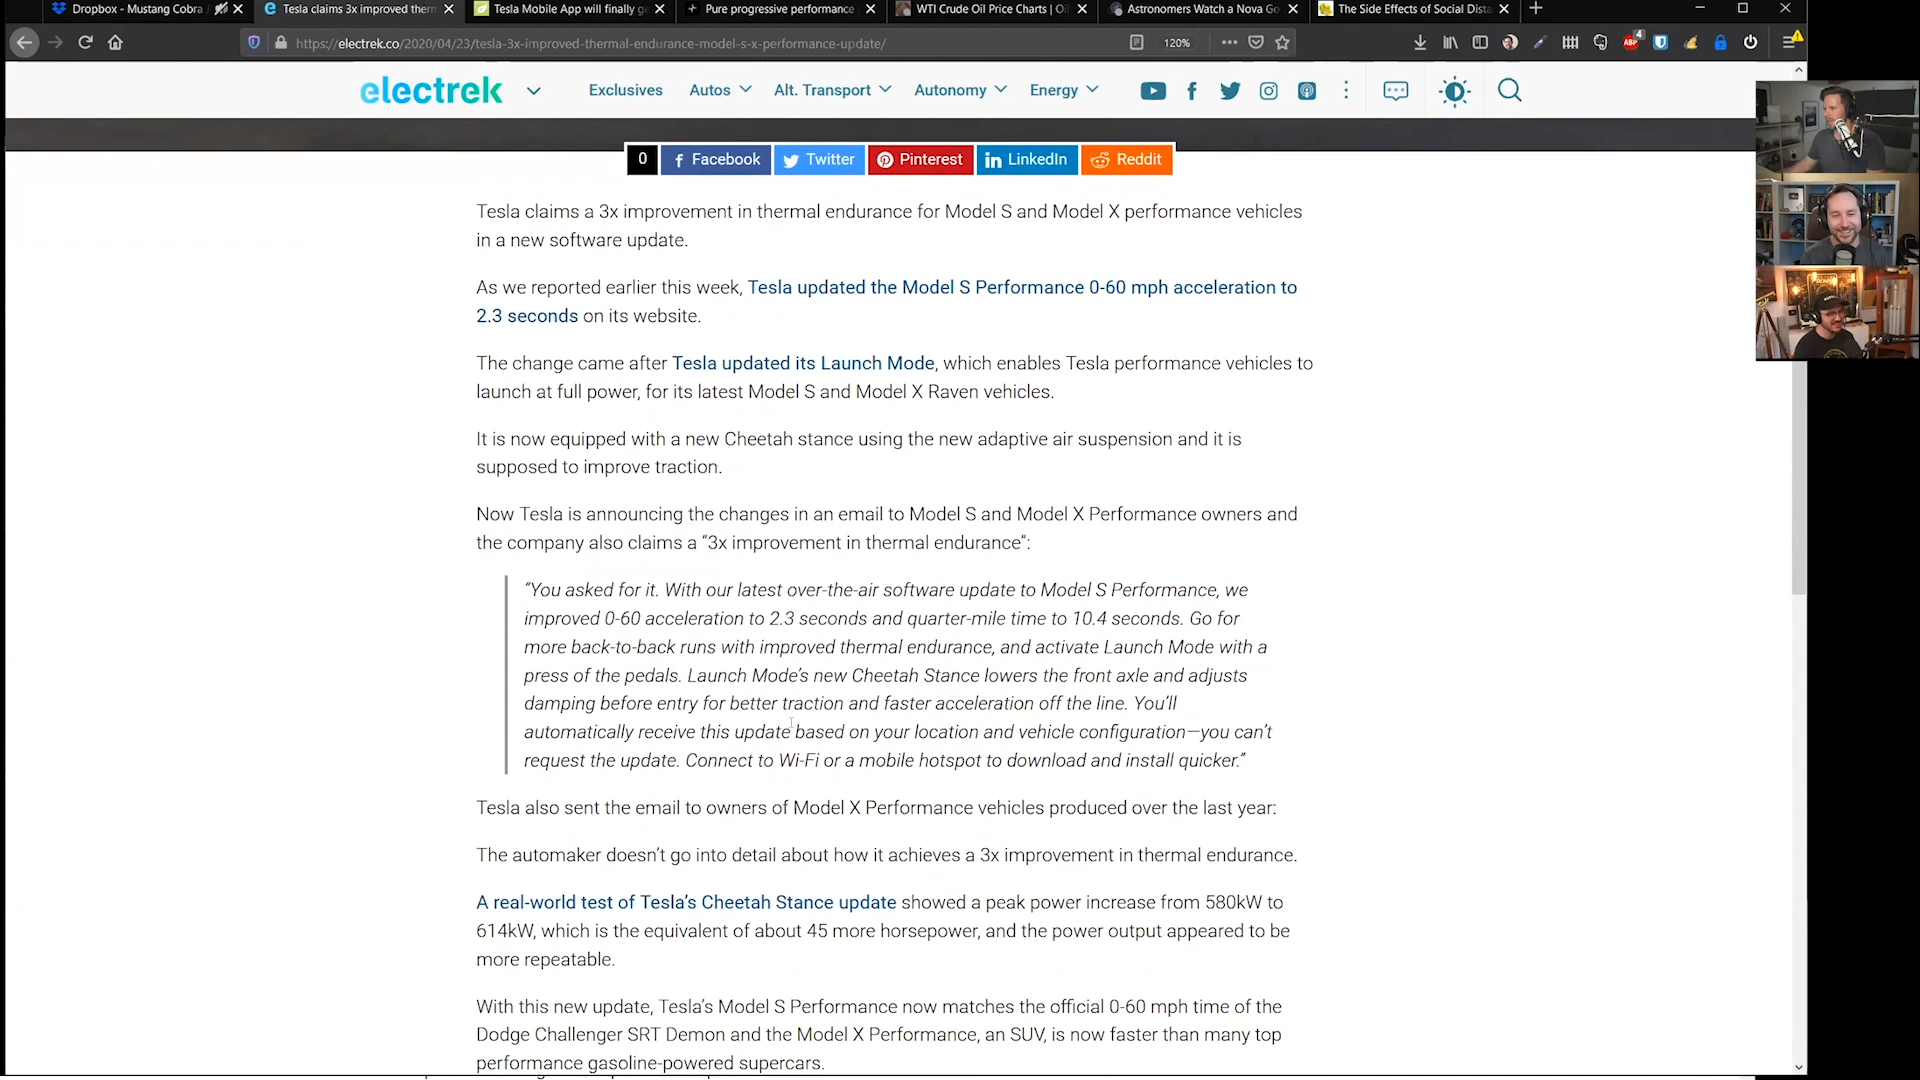 Dropbox - Mustang Cobra J
Tesla claims 3x improved therm
Tesla Mobile App will finally ge
Pure progressive performance
WTI Crude Oil Price Charts | Oil
Astronomers Watch a Nova Go
The Side Effects of Social Dista
https://electrek.co/2020/04/23/tesla-3x-improved-thermal-endurance-model-s-x-performance-update/
120%
ABP
4
electrek
Exclusives
Autos
Alt. Transport
Autonomy
Energy
0
Facebook
Twitter
Pinterest
LinkedIn
Reddit
Tesla claims a 3x improvement in thermal endurance for Model S and Model X performance vehicles
in a new software update.
As we reported earlier this week, Tesla updated the Model S Performance 0-60 mph acceleration to
2.3 seconds on its website.
The change came after Tesla updated its Launch Mode, which enables Tesla performance vehicles to
launch at full power, for its latest Model S and Model X Raven vehicles.
It is now equipped with a new Cheetah stance using the new adaptive air suspension and it is
supposed to improve traction.
Now Tesla is announcing the changes in an email to Model S and Model X Performance owners and
the company also claims a “3x improvement in thermal endurance”:
“You asked for it. With our latest over-the-air software update to Model S Performance, we
improved 0-60 acceleration to 2.3 seconds and quarter-mile time to 10.4 seconds. Go for
more back-to-back runs with improved thermal endurance, and activate Launch Mode with a
press of the pedals. Launch Mode’s new Cheetah Stance lowers the front axle and adjusts
damping before entry for better traction and faster acceleration off the line. You’ll
automatically receive this update based on your location and vehicle configuration—you can’t
request the update. Connect to Wi-Fi or a mobile hotspot to download and install quicker.”
Tesla also sent the email to owners of Model X Performance vehicles produced over the last year:
The automaker doesn’t go into detail about how it achieves a 3x improvement in thermal endurance.
A real-world test of Tesla’s Cheetah Stance update showed a peak power increase from 580kW to
614kW, which is the equivalent of about 45 more horsepower, and the power output appeared to be
more repeatable.
With this new update, Tesla’s Model S Performance now matches the official 0-60 mph time of the
Dodge Challenger SRT Demon and the Model X Performance, an SUV, is now faster than many top
performance gasoline-powered supercars.